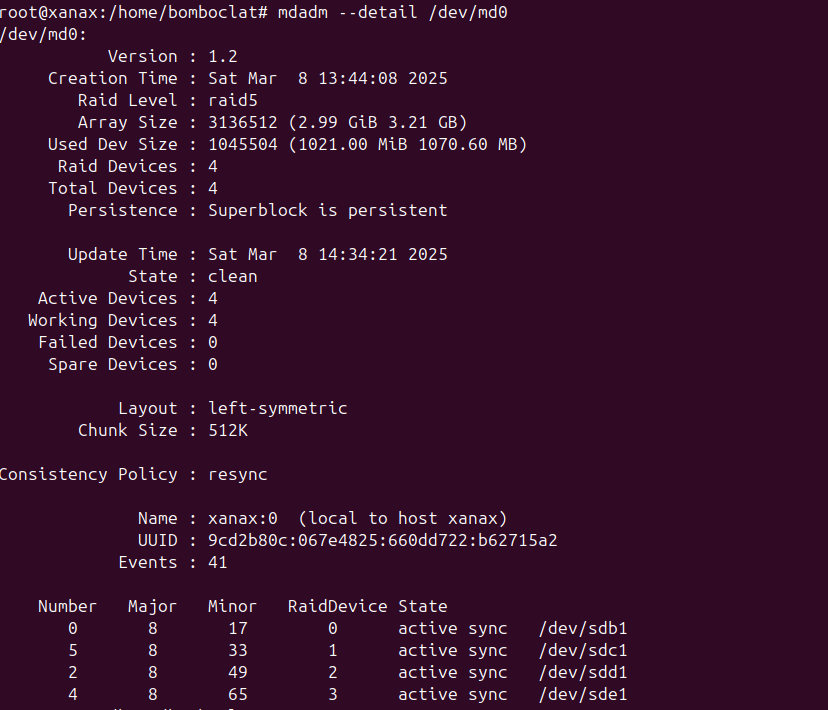 root@xanax:/home/bomboclat# mdadm --detail /dev/md0
/dev/md0:
Version : 1.2
Creation Time : Sat Mar  8 13:44:08 2025
Raid Level : raid5
Array Size : 3136512 (2.99 GiB 3.21 GB)
Used Dev Size : 1045504 (1021.00 MiB 1070.60 MB)
Raid Devices : 4
Total Devices : 4
Persistence : Superblock is persistent
Update Time : Sat Mar  8 14:34:21 2025
State : clean
Active Devices : 4
Working Devices : 4
Failed Devices : 0
Spare Devices : 0
Layout : left-symmetric
Chunk Size : 512K
Consistency Policy : resync
Name : xanax:0  (local to host xanax)
UUID : 9cd2b80c:067e4825:660dd722:b62715a2
Events : 41
Number   Major   Minor   RaidDevice State
0       8       17        0      active sync   /dev/sdb1
5       8       33        1      active sync   /dev/sdc1
2       8       49        2      active sync   /dev/sdd1
4       8       65        3      active sync   /dev/sde1